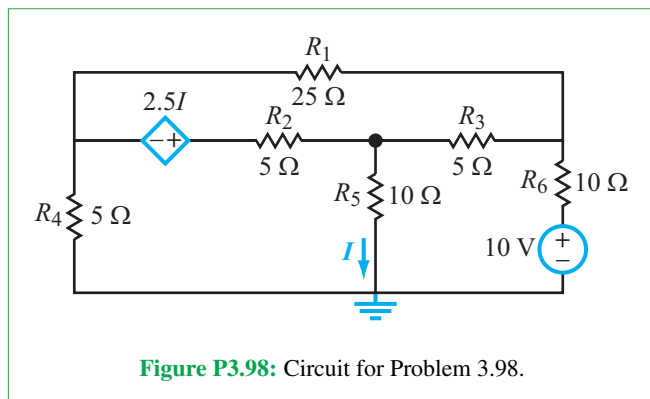 R1
25 Ω
2.5I
R2
R3
− +
5 Ω
5 Ω
R4
5 Ω
R5
10 Ω
R6
10 Ω
I
10 V
+
−
Figure P3.98: Circuit for Problem 3.98.